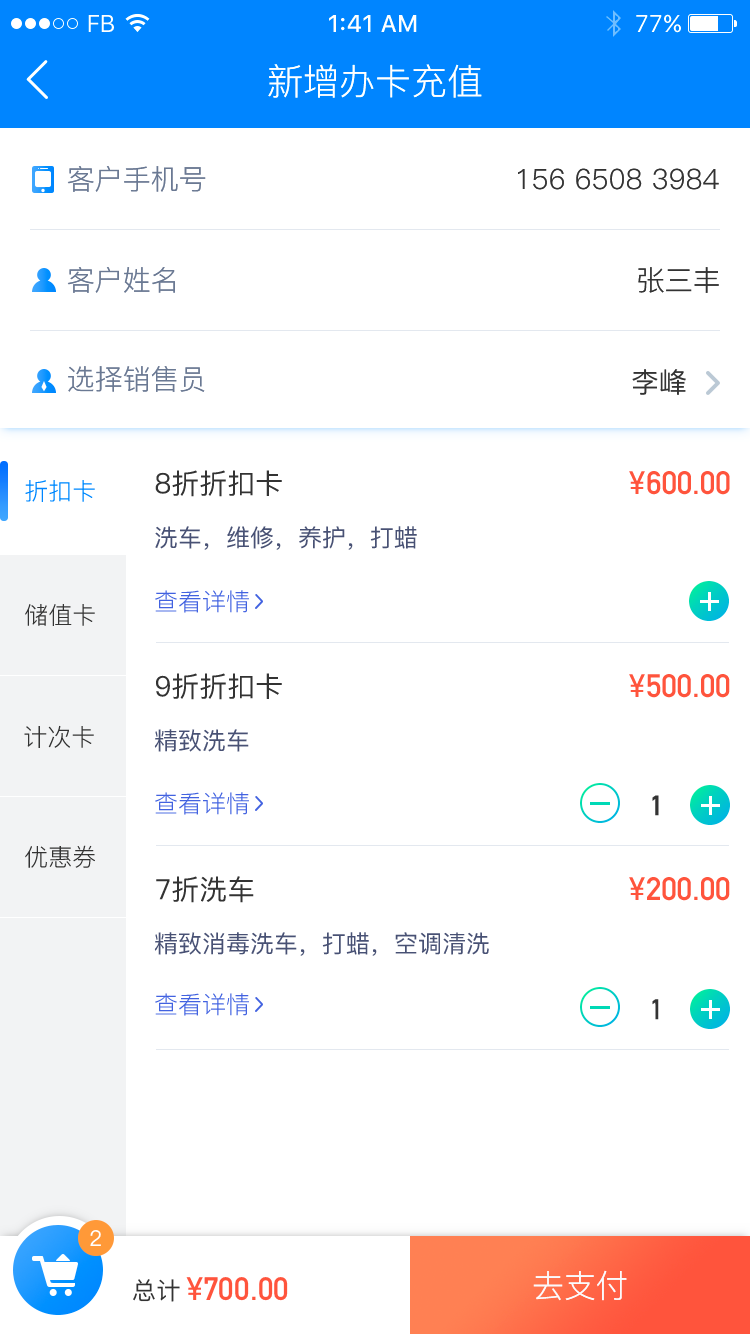 FB 1:41 AM 77%
新增办卡充值
客户手机号 156 6508 3984
客户姓名 张三丰
选择销售员 李峰
折扣卡
储值卡
计次卡
优惠券
8折折扣卡 ¥600.00
洗车，维修，养护，打蜡
查看详情
9折折扣卡 ¥500.00
精致洗车
查看详情 1
7折洗车 ¥200.00
精致消毒洗车，打蜡，空调清洗
查看详情 1
2
总计 ¥700.00
去支付